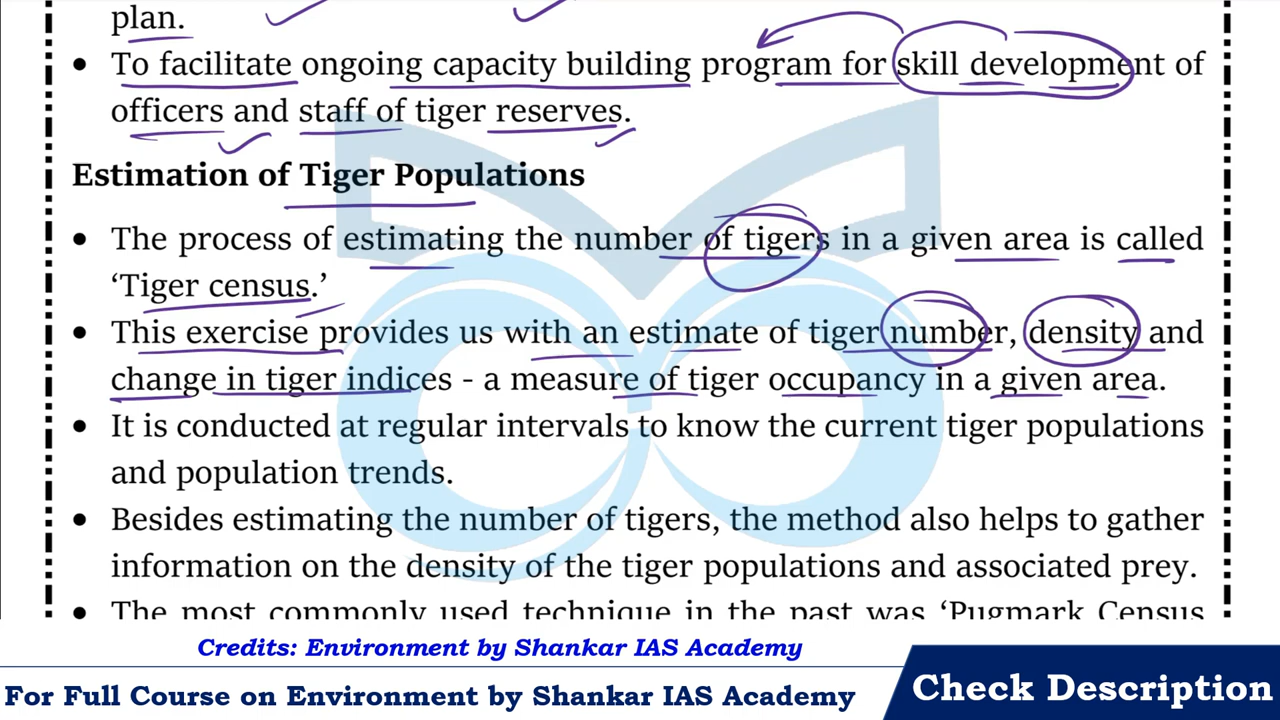 plan.
• To facilitate ongoing capacity building program for skill development of
officers and staff of tiger reserves.
Estimation of Tiger Populations
• The process of estimating the number of tigers in a given area is called
‘Tiger census.’
• This exercise provides us with an estimate of tiger number, density and
change in tiger indices - a measure of tiger occupancy in a given area.
• It is conducted at regular intervals to know the current tiger populations
and population trends.
• Besides estimating the number of tigers, the method also helps to gather
information on the density of the tiger populations and associated prey.
• The most commonly used technique in the past was ‘Pugmark Census
Credits: Environment by Shankar IAS Academy
For Full Course on Environment by Shankar IAS Academy
Check Description